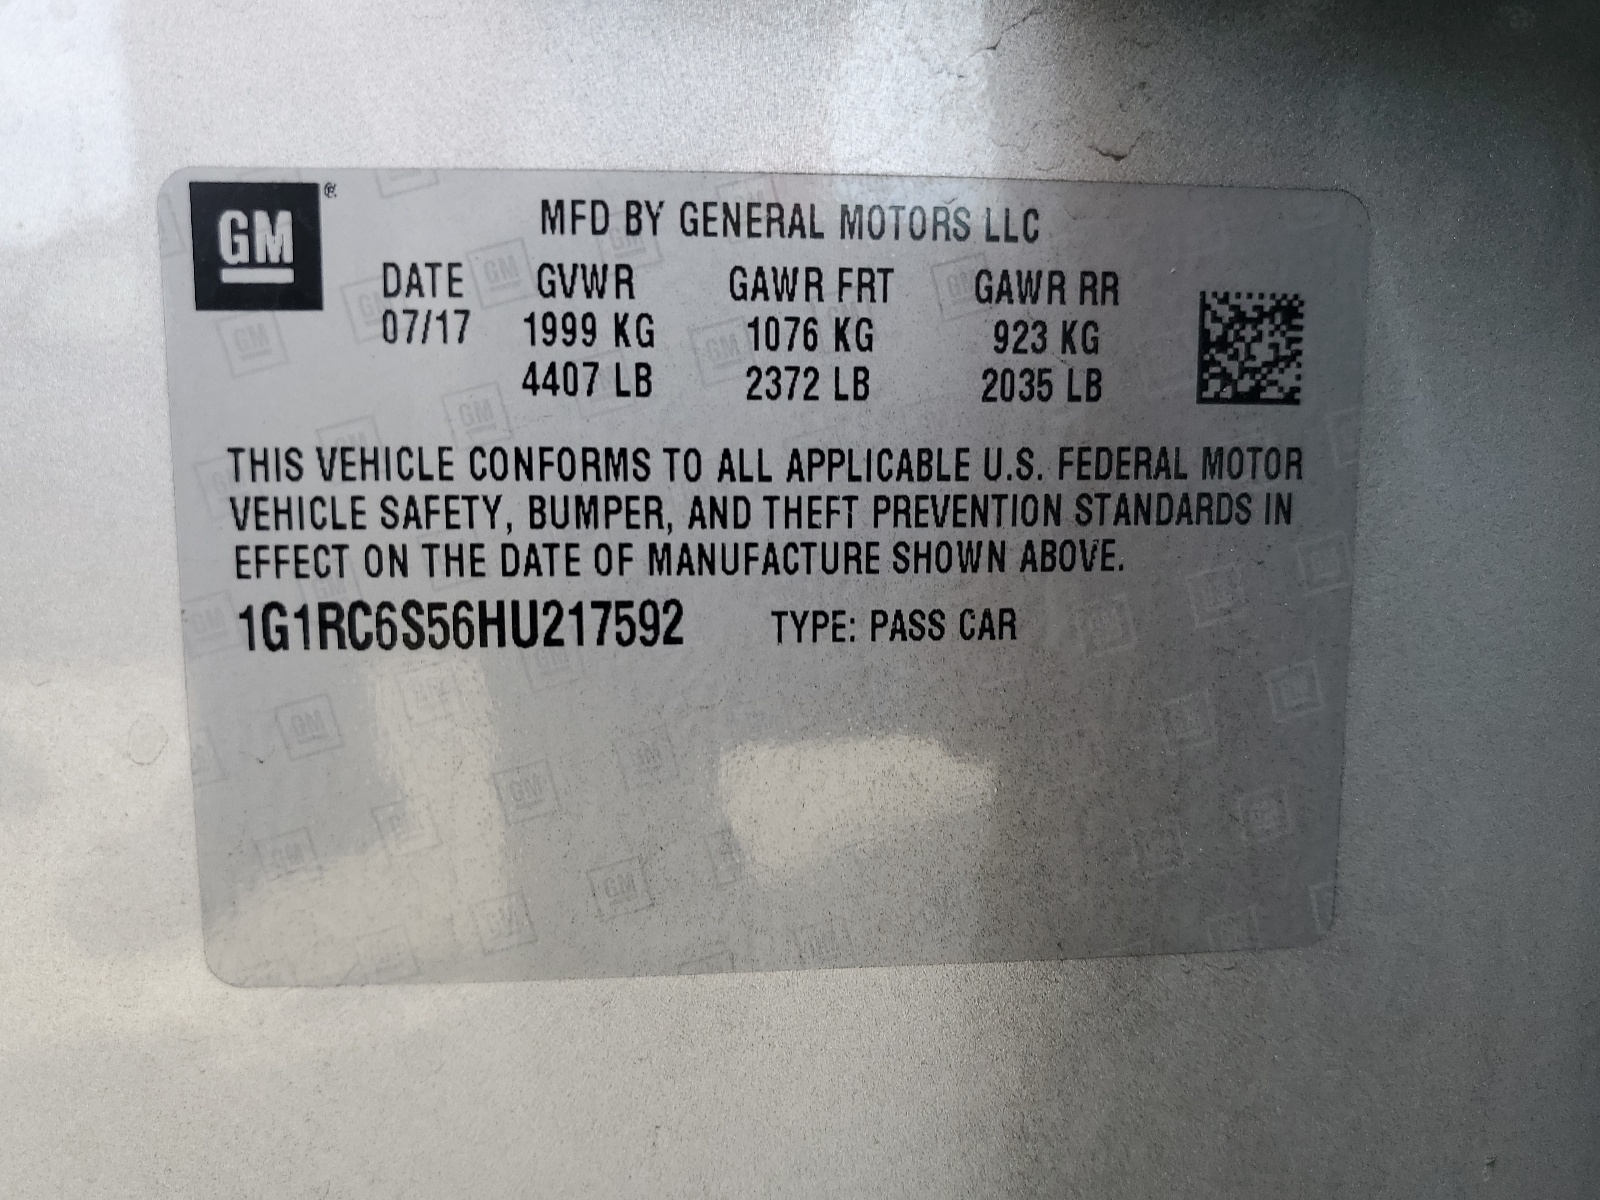 GM®
MFD BY GENERAL MOTORS LLC
DATE GVWR GAWR FRT GAWR RR
07/17 1999 KG 1076 KG 923 KG
4407 LB 2372 LB 2035 LB
THIS VEHICLE CONFORMS TO ALL APPLICABLE U.S. FEDERAL MOTOR
VEHICLE SAFETY, BUMPER, AND THEFT PREVENTION STANDARDS IN
EFFECT ON THE DATE OF MANUFACTURE SHOWN ABOVE.
1G1RC6S56HU217592 TYPE: PASS CAR